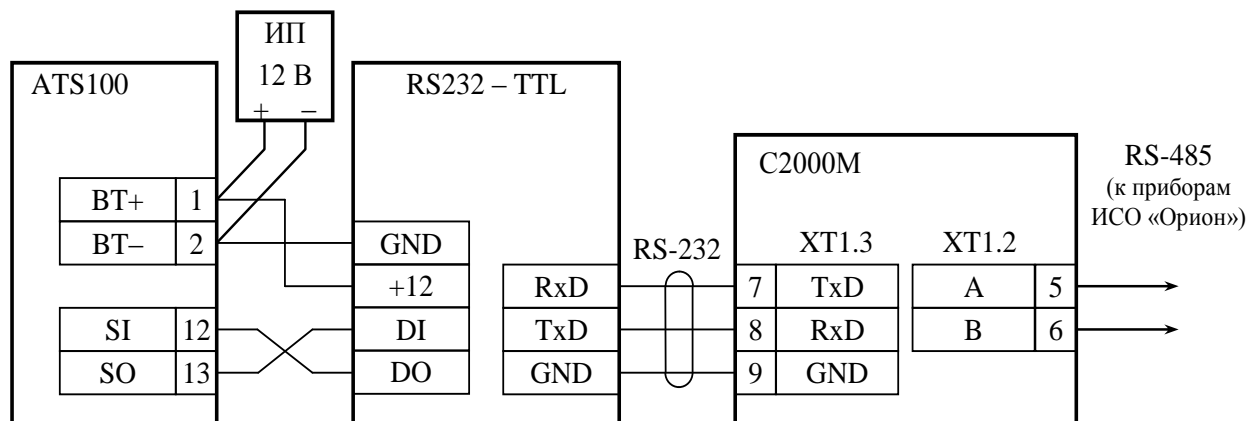 ИП
12 В
+ –
ATS100
BT+ 1
BT– 2
SI 12
SO 13
RS232 – TTL
GND
+12
DI
DO
RxD
TxD
GND
RS-232
С2000М
XT1.3
7 TxD
8 RxD
9 GND
XT1.2
A 5
B 6
RS-485
(к приборам
ИСО «Орион»)